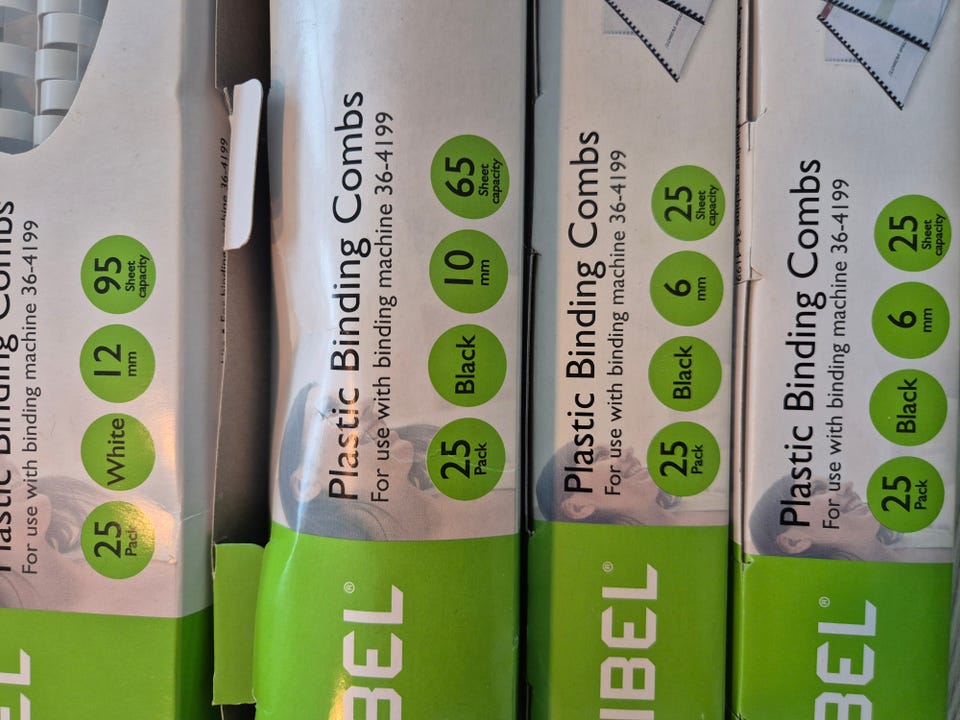 Plastic Binding Combs
For use with binding machine 36-4199
25 Pack
White
12 mm
95 Sheet capacity
Plastic Binding Combs
For use with binding machine 36-4199
25 Pack
Black
10 mm
65 Sheet capacity
BEL®
Plastic Binding Combs
For use with binding machine 36-4199
25 Pack
Black
6 mm
25 Sheet capacity
IBEL®
Plastic Binding Combs
For use with binding machine 36-4199
25 Pack
Black
6 mm
25 Sheet capacity
BEL®